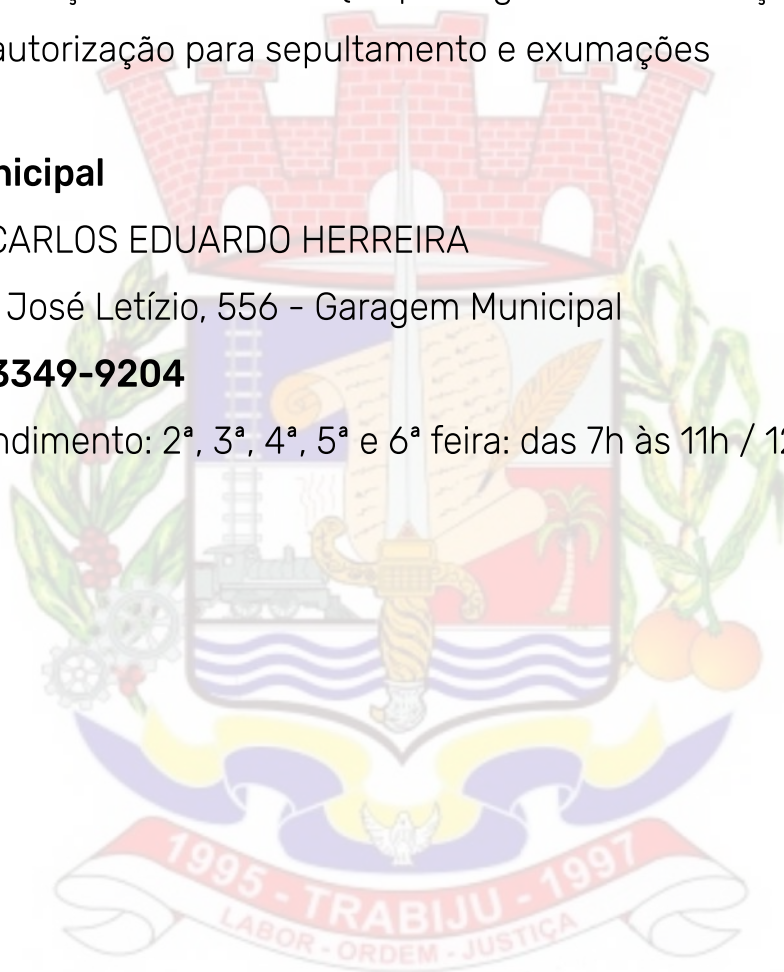 autorização para sepultamento e exumações
nicipal
CARLOS EDUARDO HERREIRA
José Letízio, 556 - Garagem Municipal
3349-9204
ndimento: 2ª, 3ª, 4ª, 5ª e 6ª feira: das 7h às 11h / 12
1995 - TRABIJU - 1997
LABOR - ORDEM - JUSTIÇA